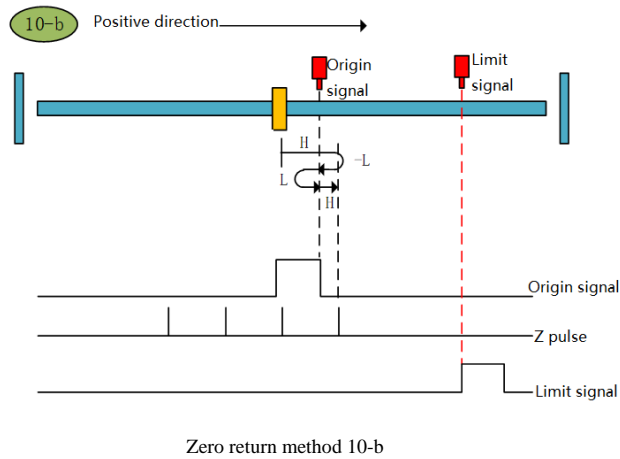 10-b
Positive direction
Origin
signal
Limit
signal
H
-L
L
H
Origin signal
Z pulse
Limit signal
Zero return method 10-b